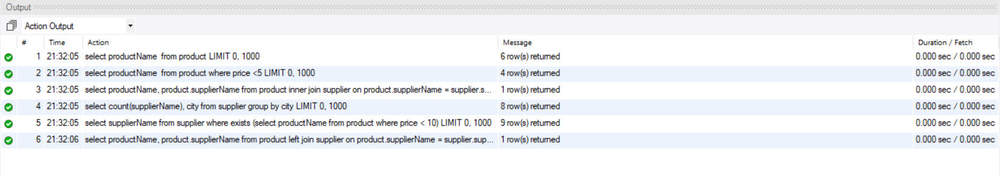 Output
Action Output
# Time Action Message Duration / Fetch
1 21:32:05 select productName from product LIMIT 0, 1000 6 row(s) returned 0.000 sec / 0.000 sec
2 21:32:05 select productName from product where price <5 LIMIT 0, 1000 4 row(s) returned 0.000 sec / 0.000 sec
3 21:32:05 select productName, product.supplierName from product inner join supplier on product.supplierName = supplier.s... 1 row(s) returned 0.000 sec / 0.000 sec
4 21:32:05 select count(supplierName), city from supplier group by city LIMIT 0, 1000 8 row(s) returned 0.000 sec / 0.000 sec
5 21:32:05 select supplierName from supplier where exists (select productName from product where price < 10) LIMIT 0, 1000 9 row(s) returned 0.000 sec / 0.000 sec
6 21:32:06 select productName, product.supplierName from product left join supplier on product.supplierName = supplier.sup... 1 row(s) returned 0.000 sec / 0.000 sec